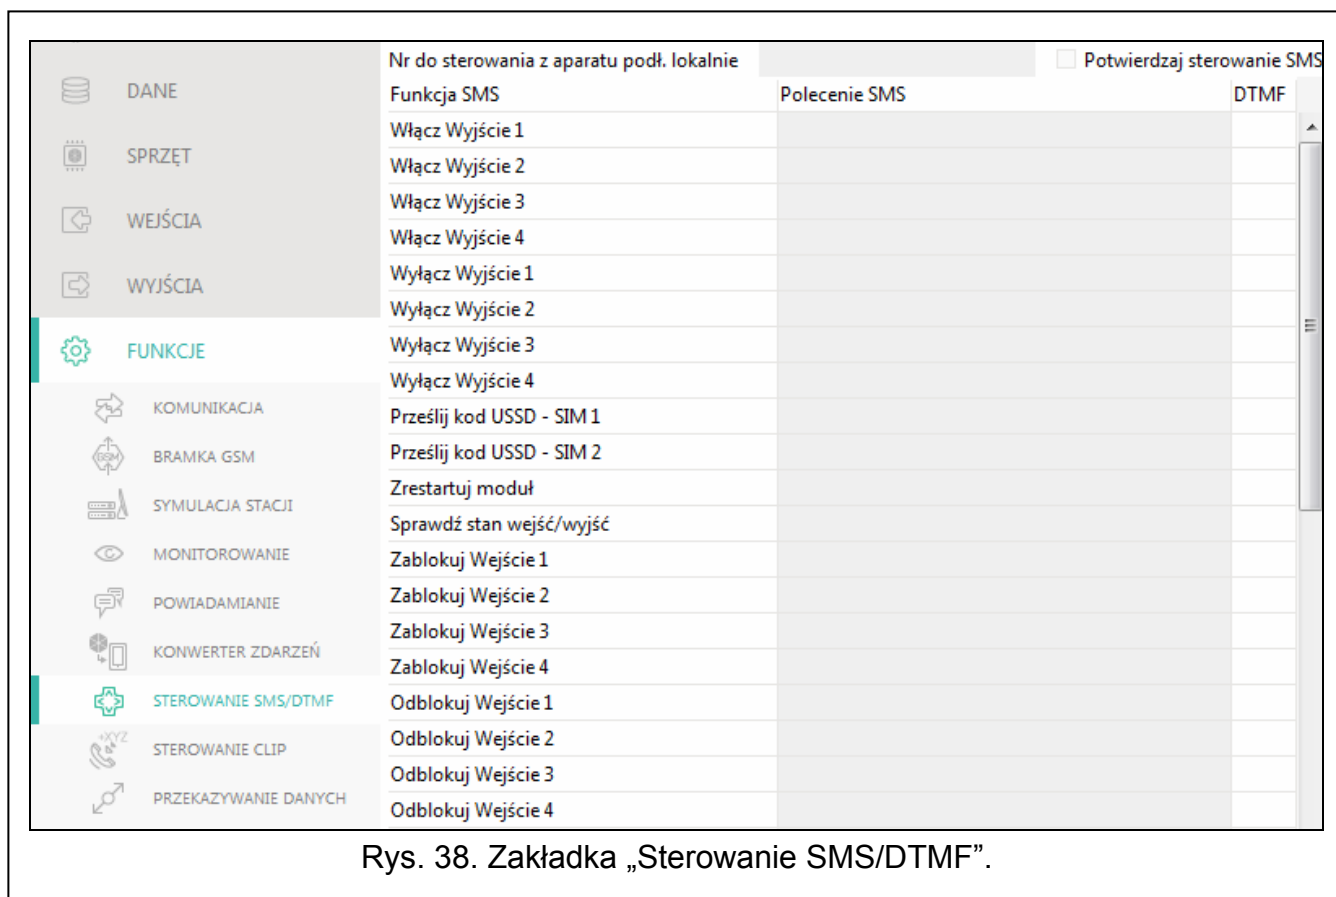 DANE
SPRZĘT
WEJŚCIA
WYJŚCIA
FUNKCJE
KOMUNIKACJA
GSM
BRAMKA GSM
SYMULACJA STACJI
MONITOROWANIE
POWIADAMIANIE
KONWERTER ZDARZEŃ
STEROWANIE SMS/DTMF
+XYZ
STEROWANIE CLIP
PRZEKAZYWANIE DANYCH
Nr do sterowania z aparatu podł. lokalnie Potwierdzaj sterowanie SMS
Funkcja SMS Polecenie SMS DTMF
Włącz Wyjście 1
Włącz Wyjście 2
Włącz Wyjście 3
Włącz Wyjście 4
Wyłącz Wyjście 1
Wyłącz Wyjście 2
Wyłącz Wyjście 3
Wyłącz Wyjście 4
Prześlij kod USSD - SIM 1
Prześlij kod USSD - SIM 2
Zrestartuj moduł
Sprawdź stan wejść/wyjść
Zablokuj Wejście 1
Zablokuj Wejście 2
Zablokuj Wejście 3
Zablokuj Wejście 4
Odblokuj Wejście 1
Odblokuj Wejście 2
Odblokuj Wejście 3
Odblokuj Wejście 4
Rys. 38. Zakładka „Sterowanie SMS/DTMF”.